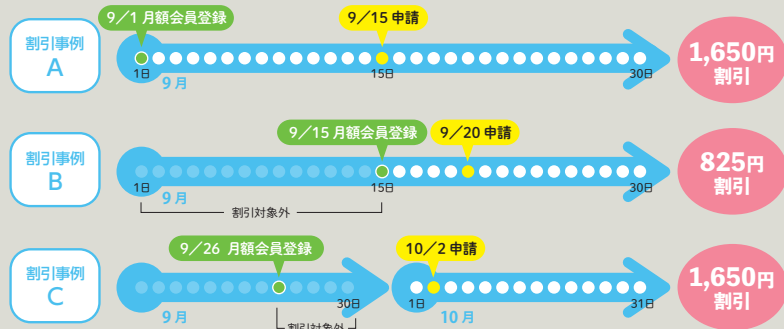 9／1 月額会員登録
9／15 申請
割引事例
A
1日
15日
30日
9月
1,650円
割引
9／15 月額会員登録
9／20 申請
割引事例
B
1日
15日
30日
9月
割引対象外
825円
割引
9／26 月額会員登録
10／2 申請
割引事例
C
30日
1日
31日
9月
10月
割引対象外
1,650円
割引